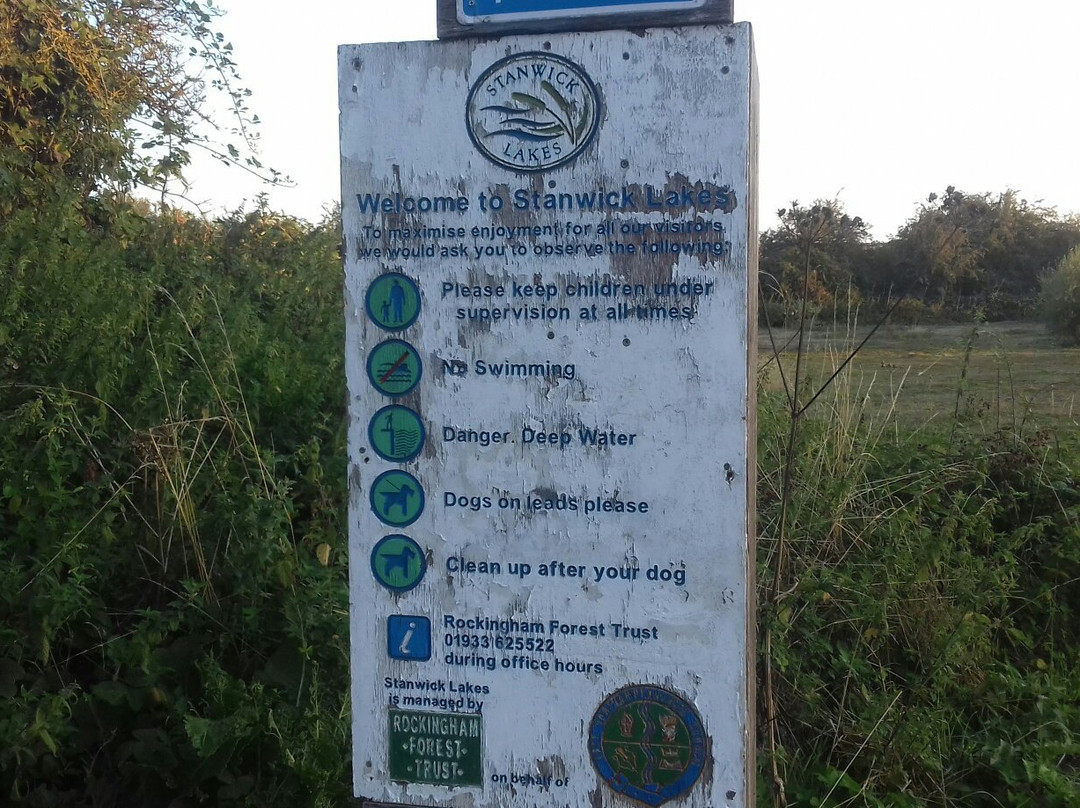 STANWICK
LAKES
Welcome to Stanwick Lakes
To maximise enjoyment for all our visitors
we would ask you to observe the following:
Please keep children under
supervision at all times
No Swimming
Danger. Deep Water
Dogs on leads please
Clean up after your dog
i
Rockingham Forest Trust
01933 625522
during office hours
Stanwick Lakes
is managed by
ROCKINGHAM
·FOREST·
·TRUST·
on behalf of